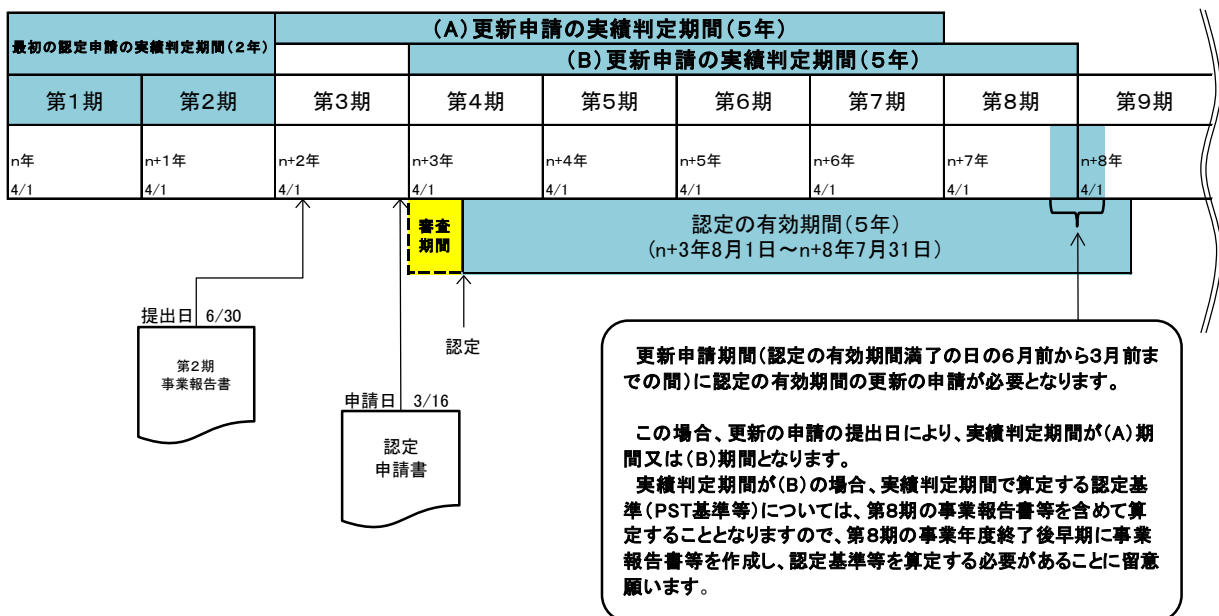 (A)更新申請の実績判定期間(5年)
最初の認定申請の実績判定期間(2年)
(B)更新申請の実績判定期間(5年)
第1期 第2期 第3期 第4期 第5期 第6期 第7期 第8期 第9期
n年 n+1年 n+2年 n+3年 n+4年 n+5年 n+6年 n+7年 n+8年
4/1 4/1 4/1 4/1 4/1 4/1 4/1 4/1 4/1
審査
期間
認定の有効期間(5年)
(n+3年8月1日～n+8年7月31日)
提出日 6/30
第2期
事業報告書
認定
申請日 3/16
認定
申請書
更新申請期間(認定の有効期間満了の日の6月前から3月前ま
での間)に認定の有効期間の更新の申請が必要となります。
この場合、更新の申請の提出日により、実績判定期間が(A)期
間又は(B)期間となります。
実績判定期間が(B)の場合、実績判定期間で算定する認定基
準(PST基準等)については、第8期の事業報告書等を含めて算
定することとなりますので、第8期の事業年度終了後早期に事業
報告書等を作成し、認定基準等を算定する必要があることに留意
願います。